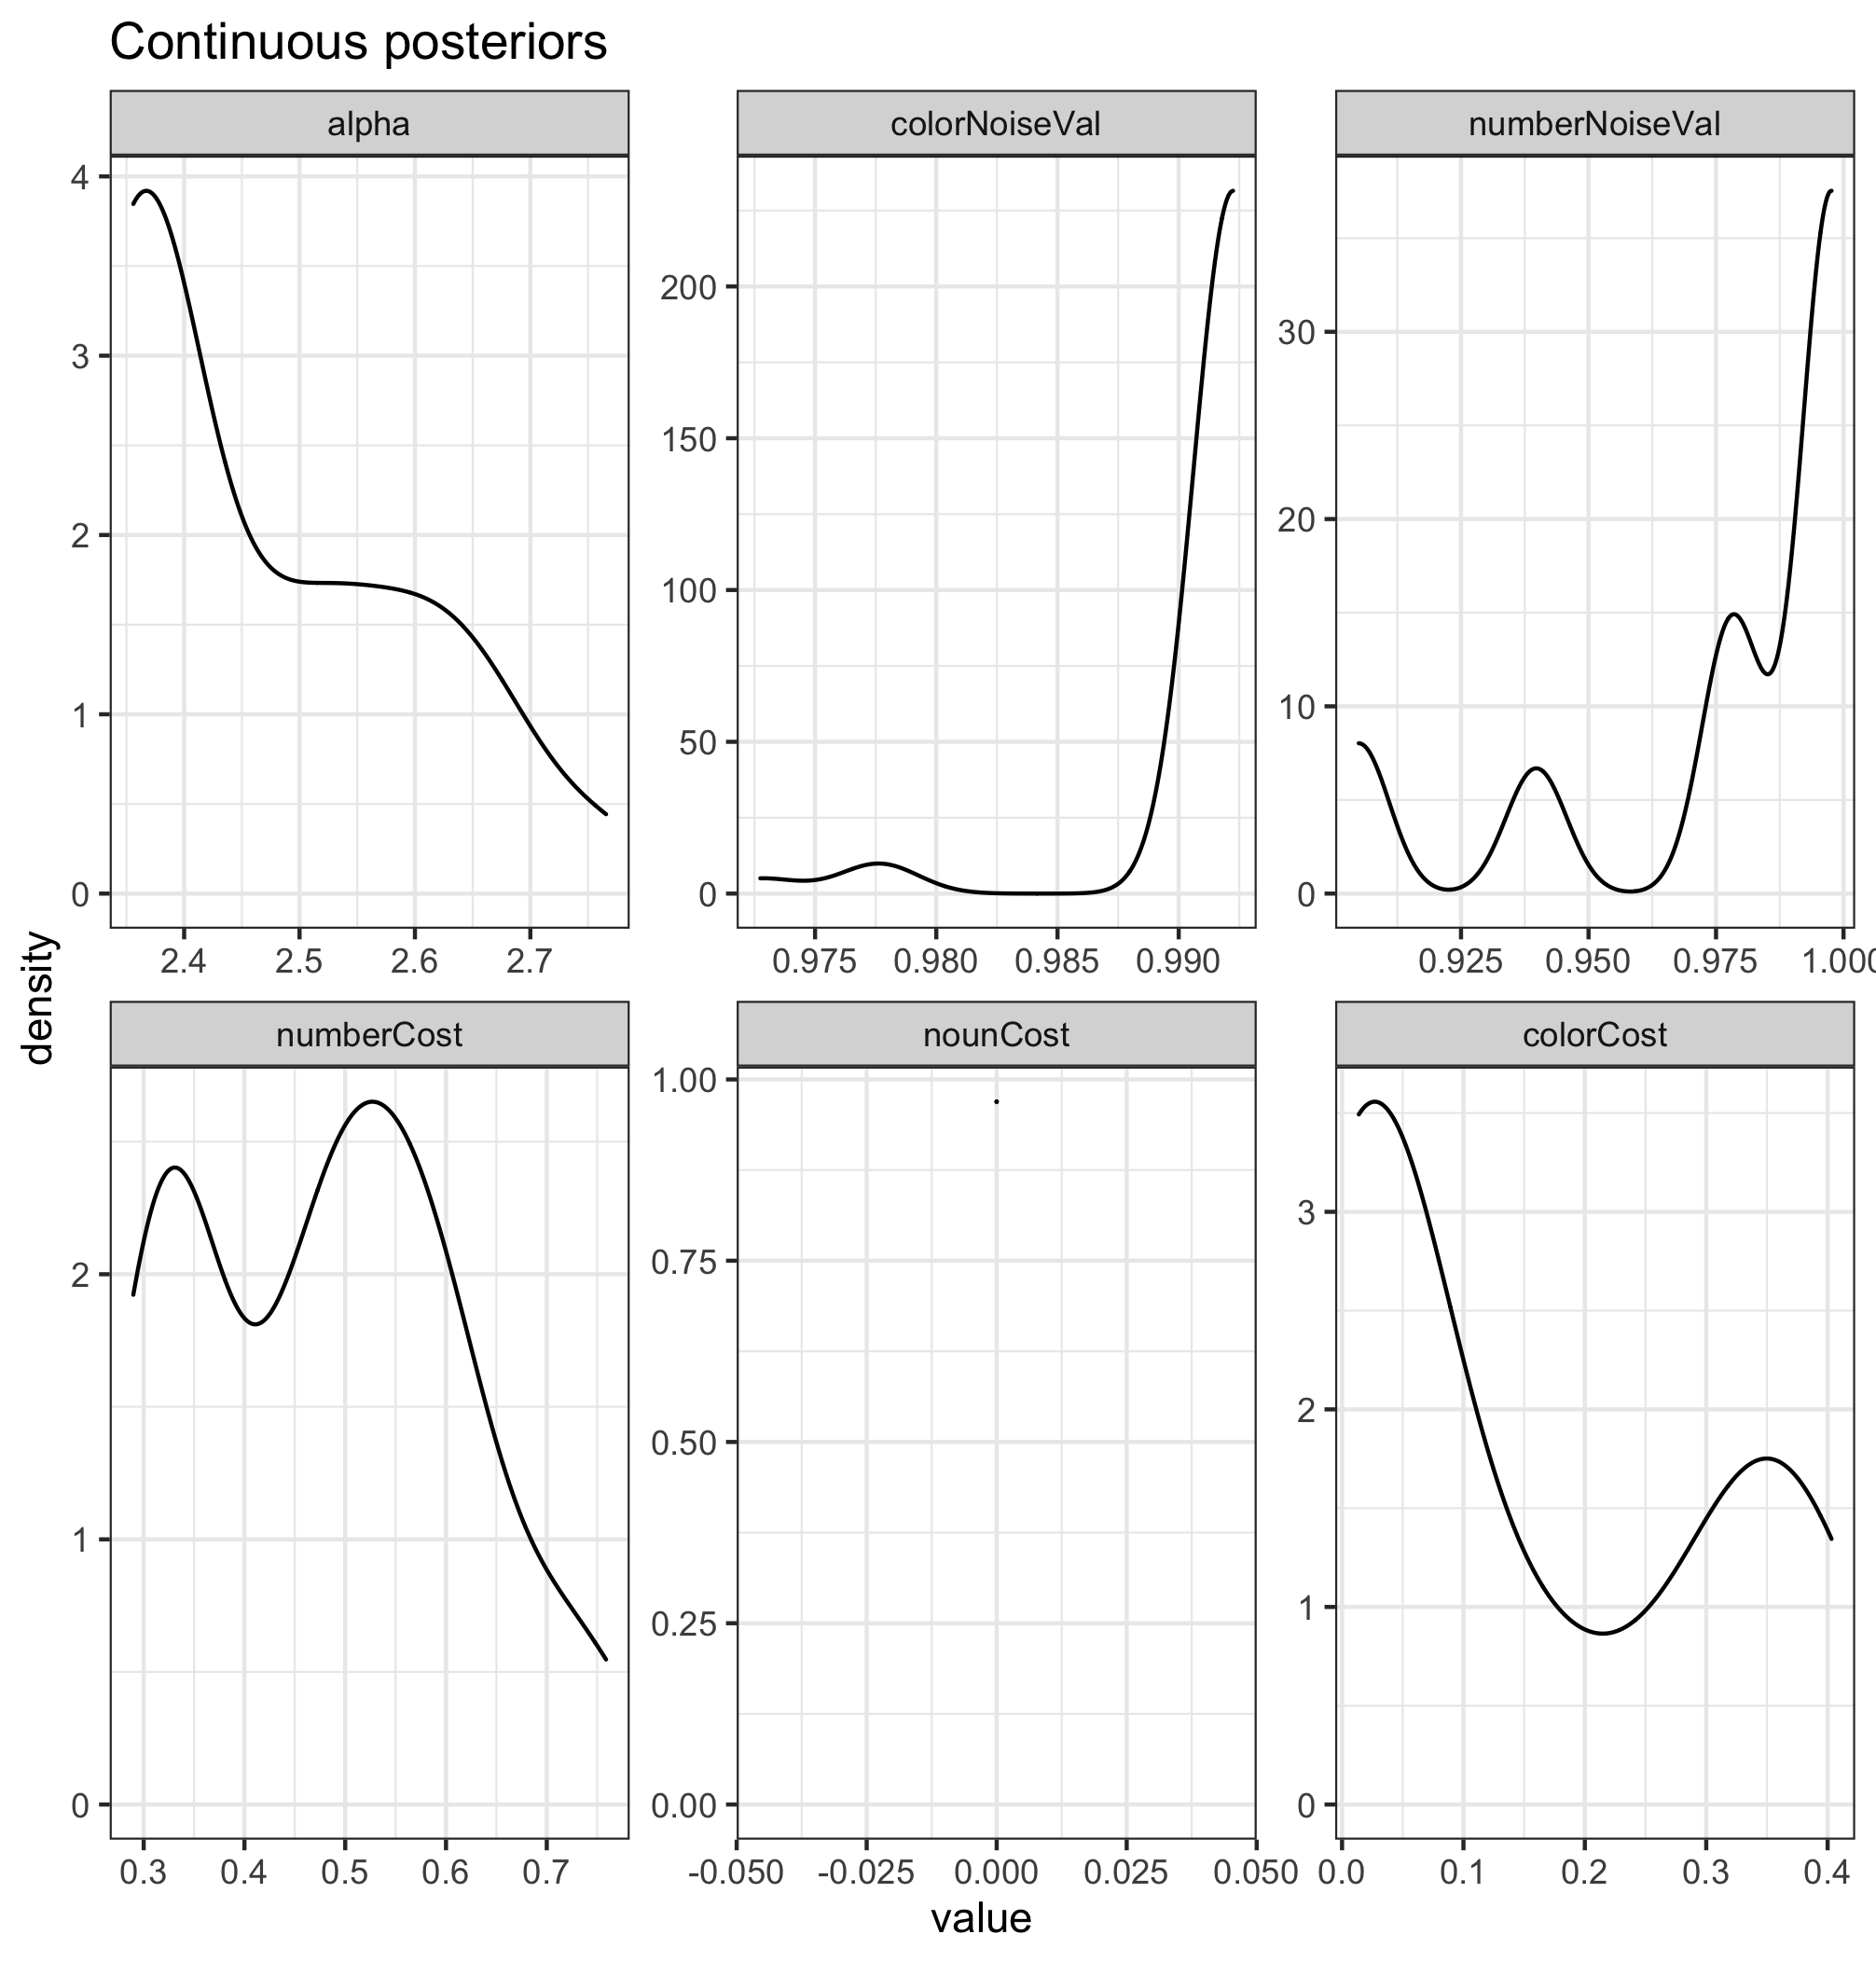 Continuous posteriors
alpha
colorNoiseVal
numberNoiseVal
4
3
2
1
0
200
150
100
50
0
30
20
10
0
2.4 2.5 2.6 2.7
0.975 0.980 0.985 0.990
0.925 0.950 0.975 1.000
density
numberCost
nounCost
colorCost
2
1
0
1.00
0.75
0.50
0.25
0.00
3
2
1
0
0.3 0.4 0.5 0.6 0.7
-0.050 -0.025 0.000 0.025 0.050
0.0 0.1 0.2 0.3 0.4
value